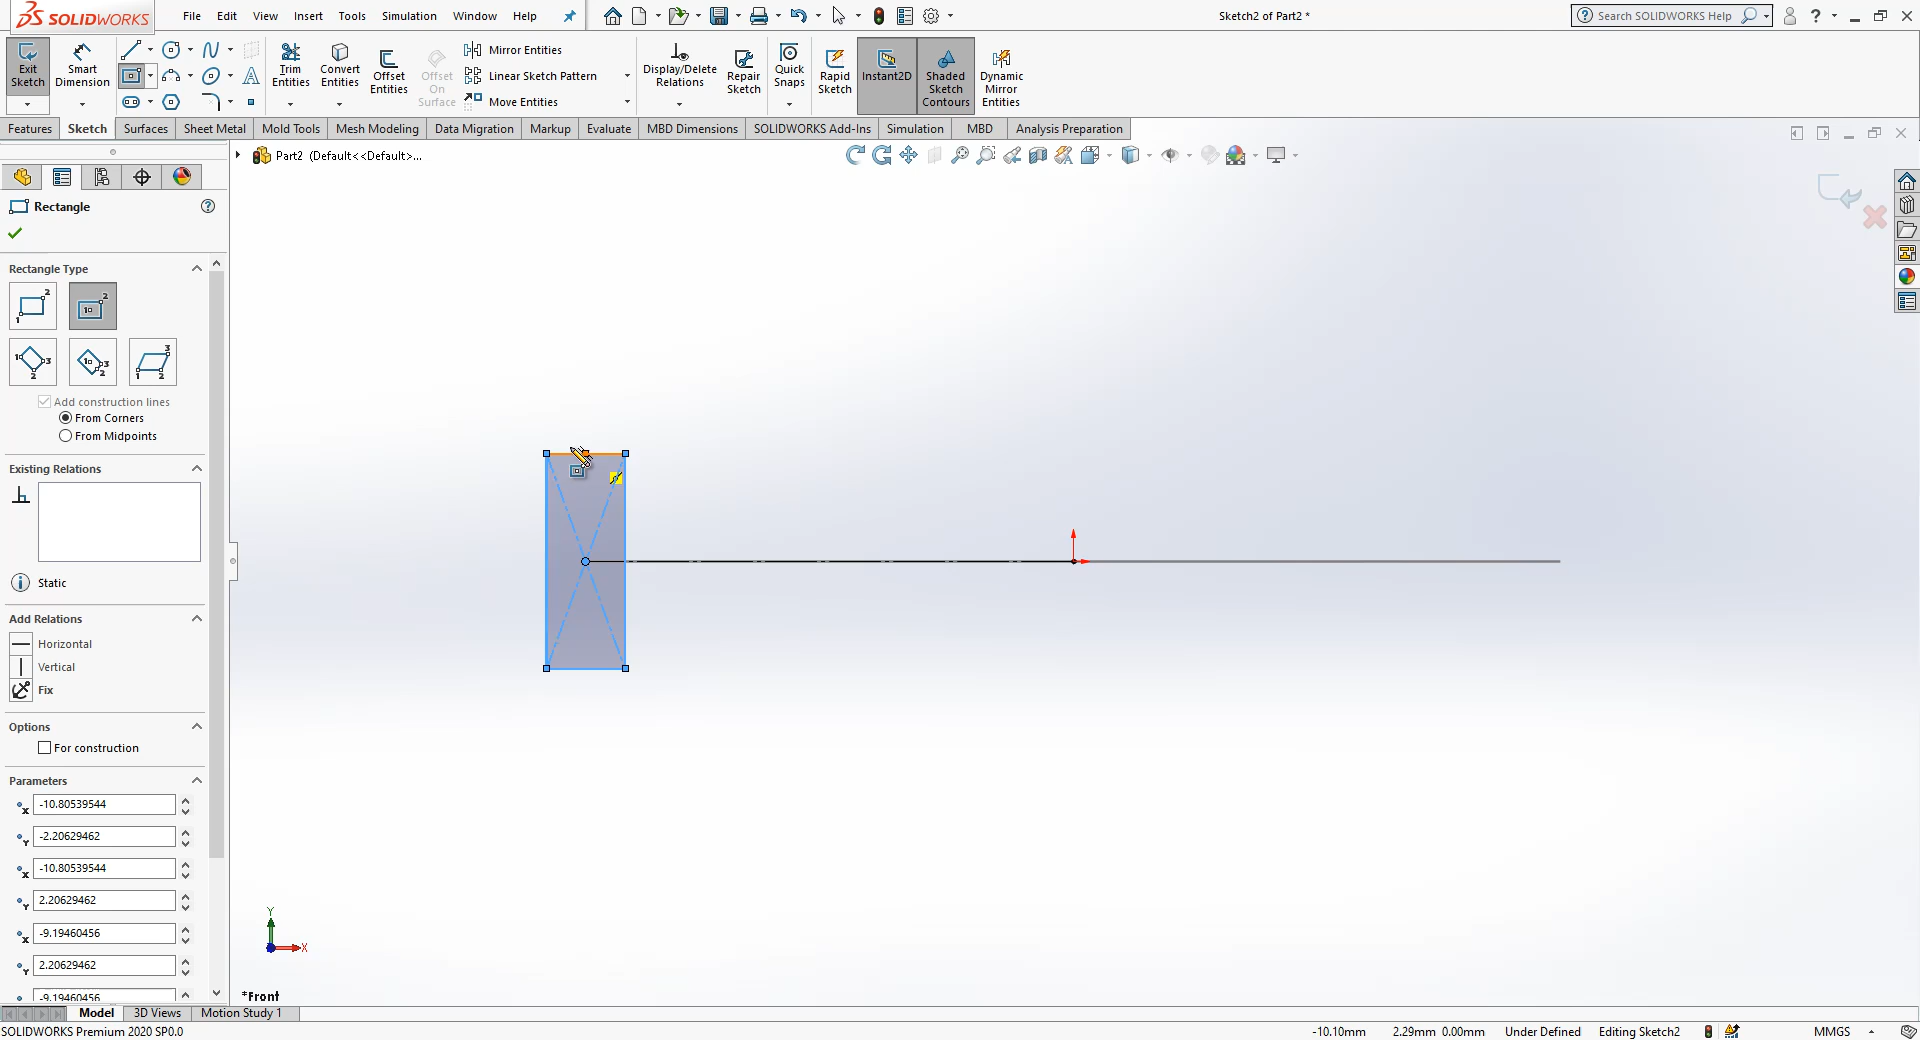 SOLIDWORKS
File Edit View Insert Tools Simulation Window Help
Sketch2 of Part2 *
Search SOLIDWORKS Help
Exit Sketch
Smart Dimension
Trim Entities
Convert Entities
Offset Entities
Offset On Surface
Mirror Entities
Linear Sketch Pattern
Move Entities
Display/Delete Relations
Repair Sketch
Quick Snaps
Rapid Sketch
Instant2D
Shaded Sketch Contours
Dynamic Mirror Entities
Features Sketch Surfaces Sheet Metal Mold Tools Mesh Modeling Data Migration Markup Evaluate MBD Dimensions SOLIDWORKS Add-Ins Simulation MBD Analysis Preparation
Part2 (Default<<Default>...
Rectangle
Rectangle Type
Add construction lines
From Corners
From Midpoints
Existing Relations
Static
Add Relations
Horizontal
Vertical
Fix
Options
For construction
Parameters
-10.80539544
-2.20629462
-10.80539544
2.20629462
-9.19460456
2.20629462
-9.19460456
Y
X
*Front
Model 3D Views Motion Study 1
SOLIDWORKS Premium 2020 SP0.0
-10.10mm 2.29mm 0.00mm Under Defined Editing Sketch2 MMGS